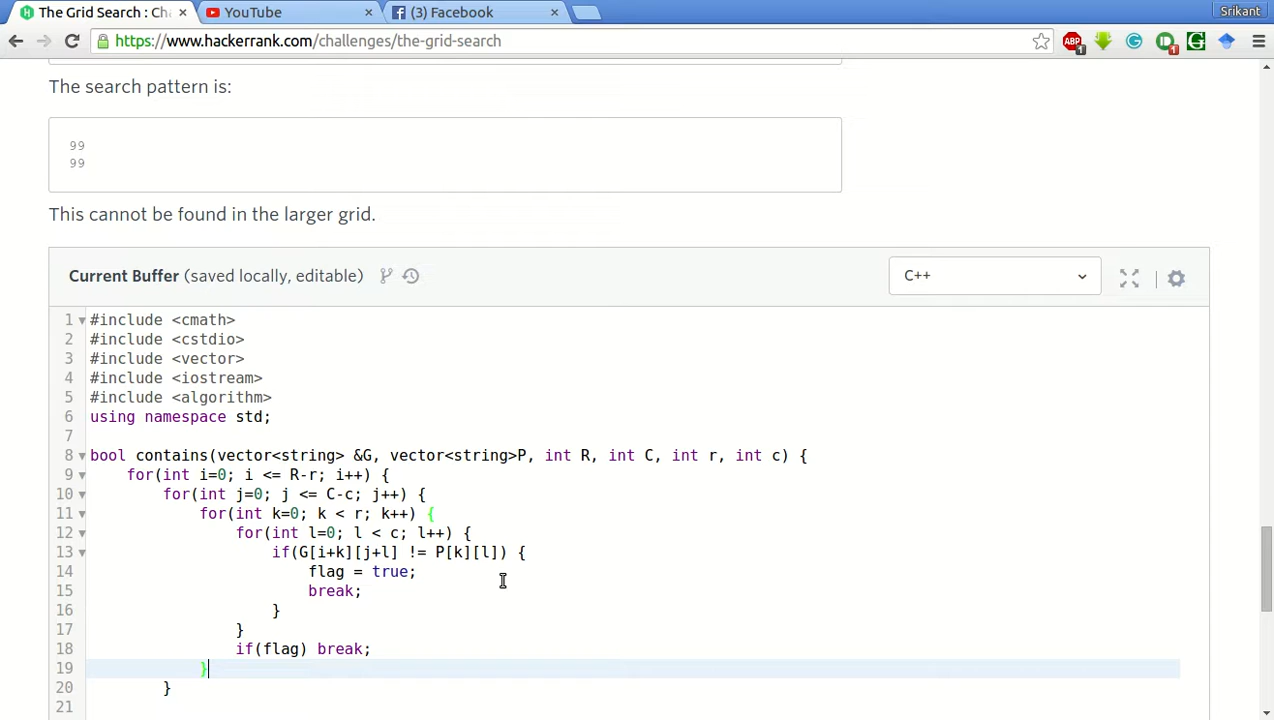 The Grid Search : Ch
YouTube
(3) Facebook
Srikant
https://www.hackerrank.com/challenges/the-grid-search
The search pattern is:
99
99
This cannot be found in the larger grid.
Current Buffer (saved locally, editable)
C++
1 #include <cmath>
2 #include <cstdio>
3 #include <vector>
4 #include <iostream>
5 #include <algorithm>
6 using namespace std;
7
8 bool contains(vector<string> &G, vector<string>P, int R, int C, int r, int c) {
9 for(int i=0; i <= R-r; i++) {
10 for(int j=0; j <= C-c; j++) {
11 for(int k=0; k < r; k++) {
12 for(int l=0; l < c; l++) {
13 if(G[i+k][j+l] != P[k][l]) {
14 flag = true;
15 break;
16 }
17 }
18 if(flag) break;
19 }
20 }
21